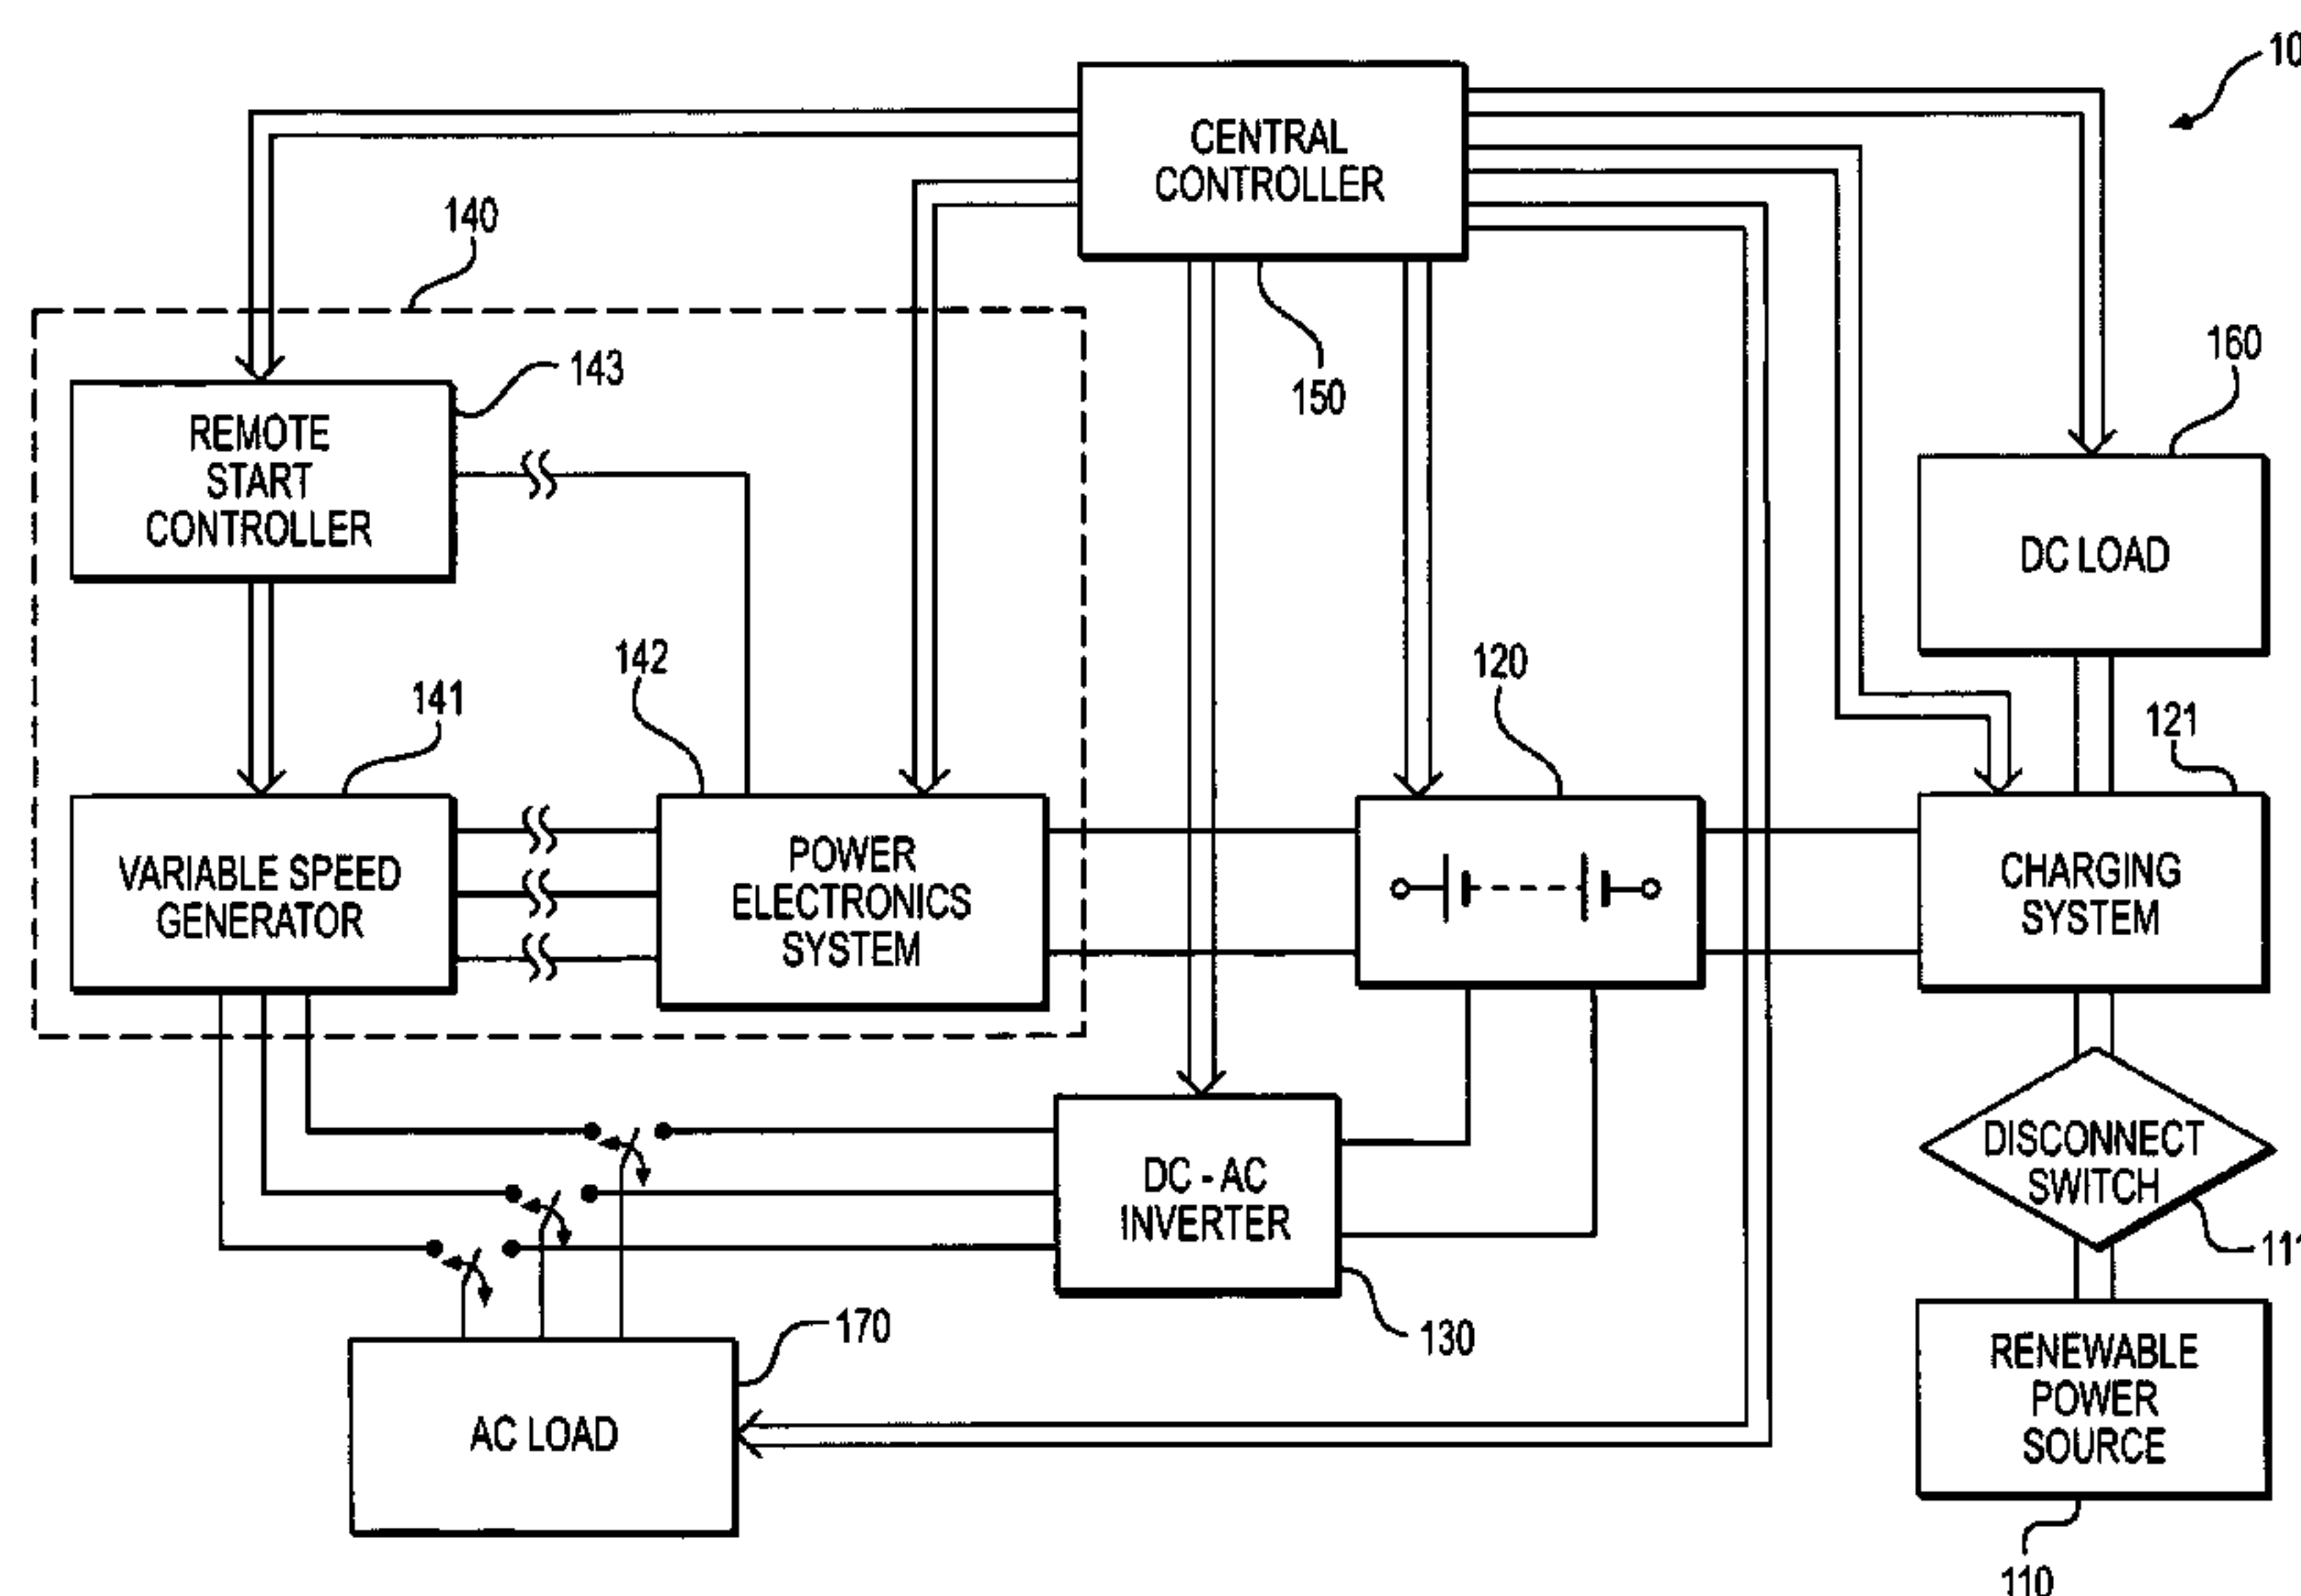 10
CENTRAL
CONTROLLER
140
150
143
REMOTE
START
CONTROLLER
160
DC LOAD
142
120
141
121
VARIABLE SPEED
GENERATOR
POWER
ELECTRONICS
SYSTEM
CHARGING
SYSTEM
DISCONNECT
SWITCH
111
DC - AC
INVERTER
130
170
AC LOAD
RENEWABLE
POWER
SOURCE
110